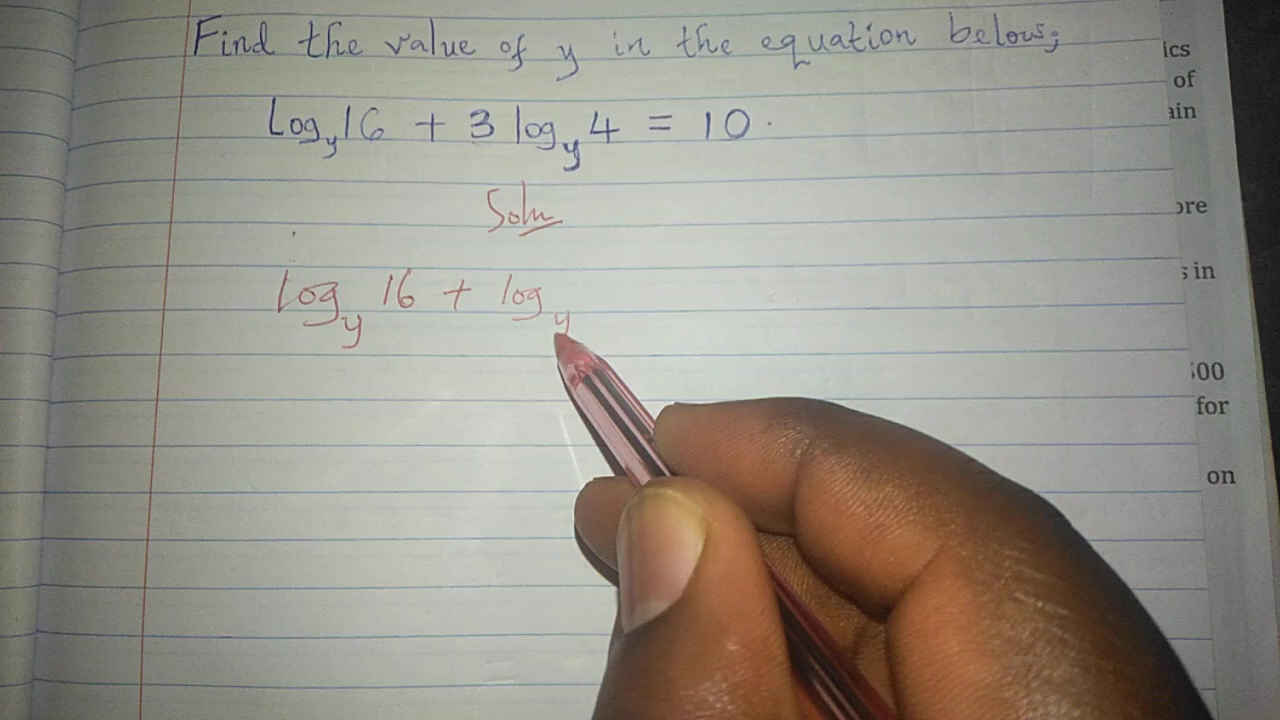 Find the value of y in the equation below;
ics
of
ain
Log_y 16 + 3 log_y 4 = 10.
Soln
ore
s in
log_y 16 + log_y
500
for
on